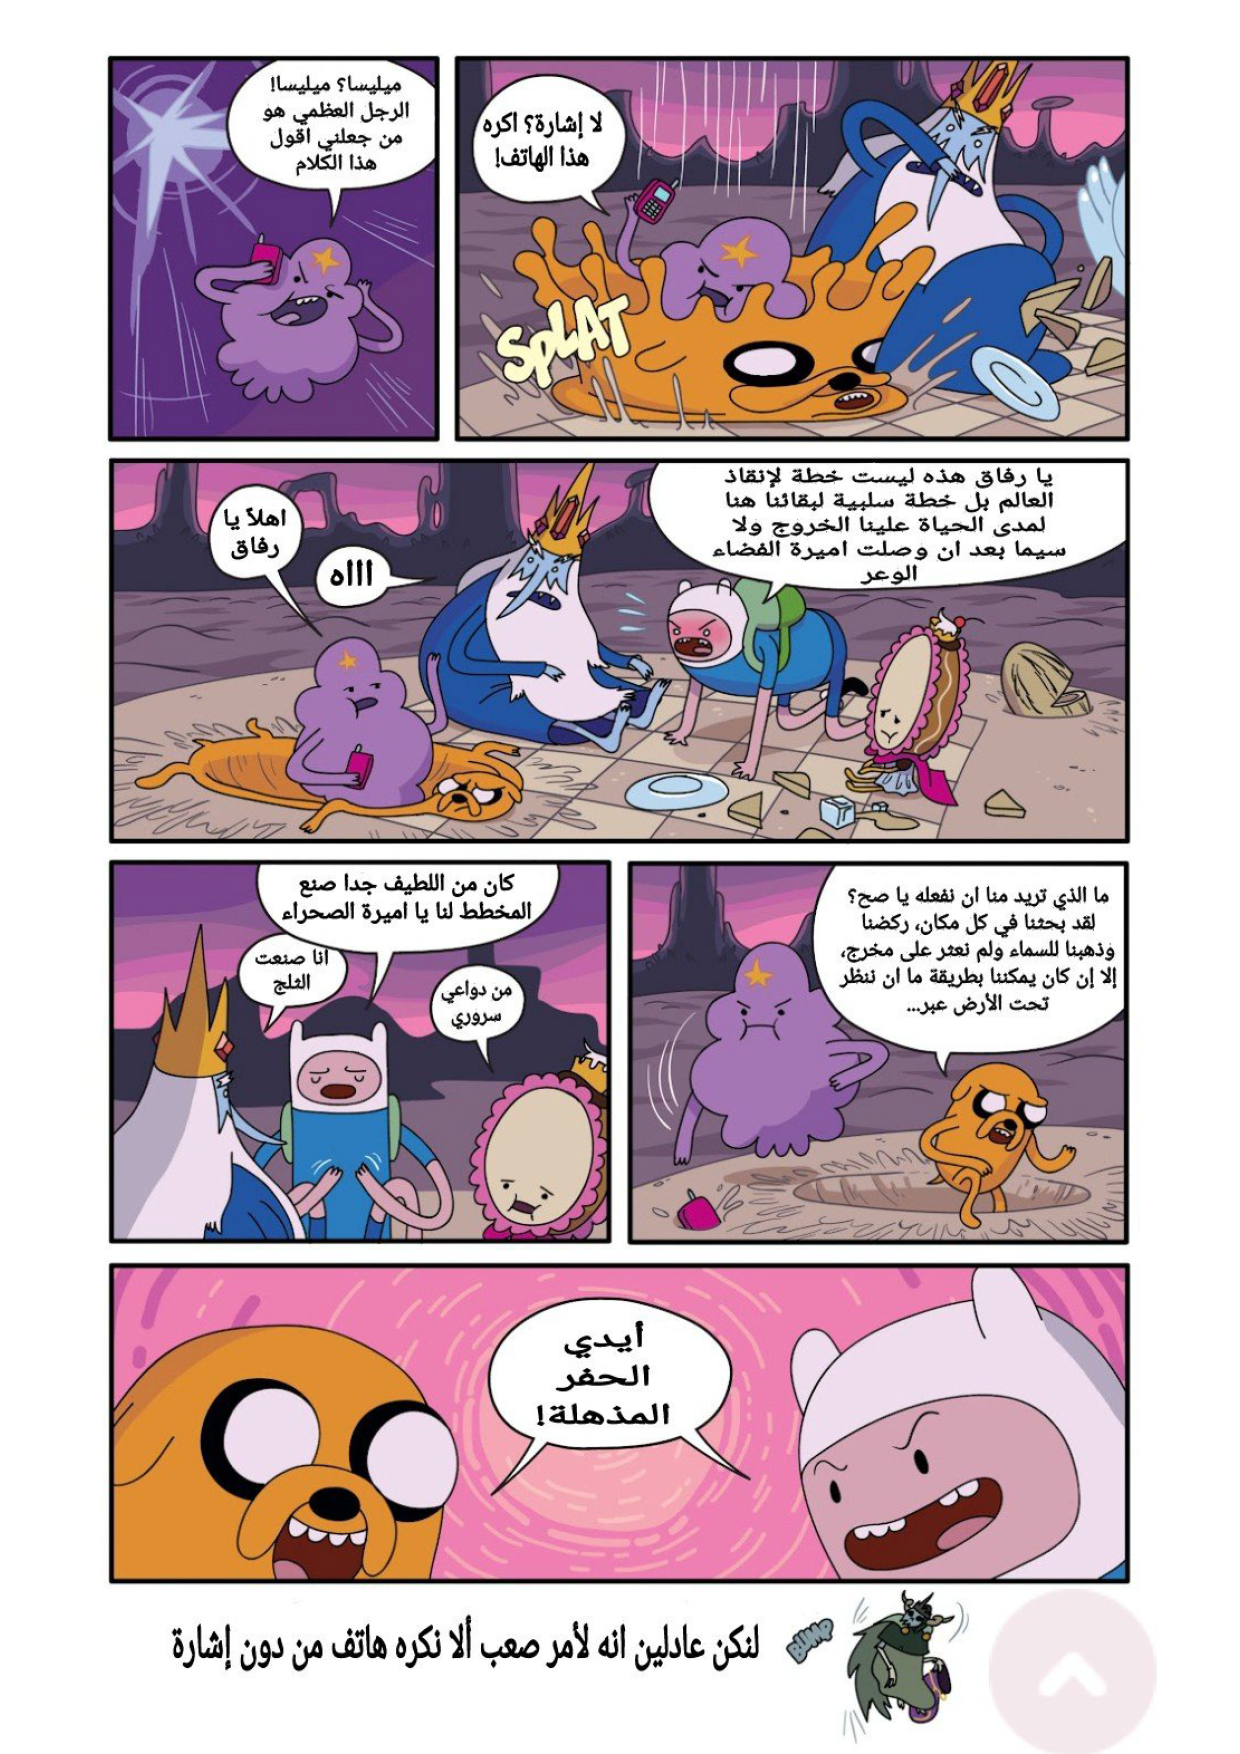 ميليسا؟ ميليسا!
الرجل العظمي هو
من جعلني اقول
هذا الكلام
لا إشارة؟ اكره
هذا الهاتف!
SPLAT
اهلاً يا
رفاق
اااه
يا رفاق هذه ليست خطة لإنقاذ
العالم بل خطة سلبية لبقائنا هنا
لمدى الحياة علينا الخروج ولا
سيما بعد ان وصلت اميرة الفضاء
الوعر
كان من اللطيف جدا صنع
المخطط لنا يا اميرة الصحراء
انا صنعت
الثلج
من دواعي
سروري
ما الذي تريد منا ان نفعله يا صح؟
لقد بحثنا في كل مكان، ركضنا
وذهبنا للسماء ولم نعثر على مخرج،
إلا إن كان يمكننا بطريقة ما ان ننظر
تحت الأرض عبر...
أيدي
الحفر
المذهلة!
لنكن عادلين انه لأمر صعب ألا نكره هاتف من دون إشارة
BUMP